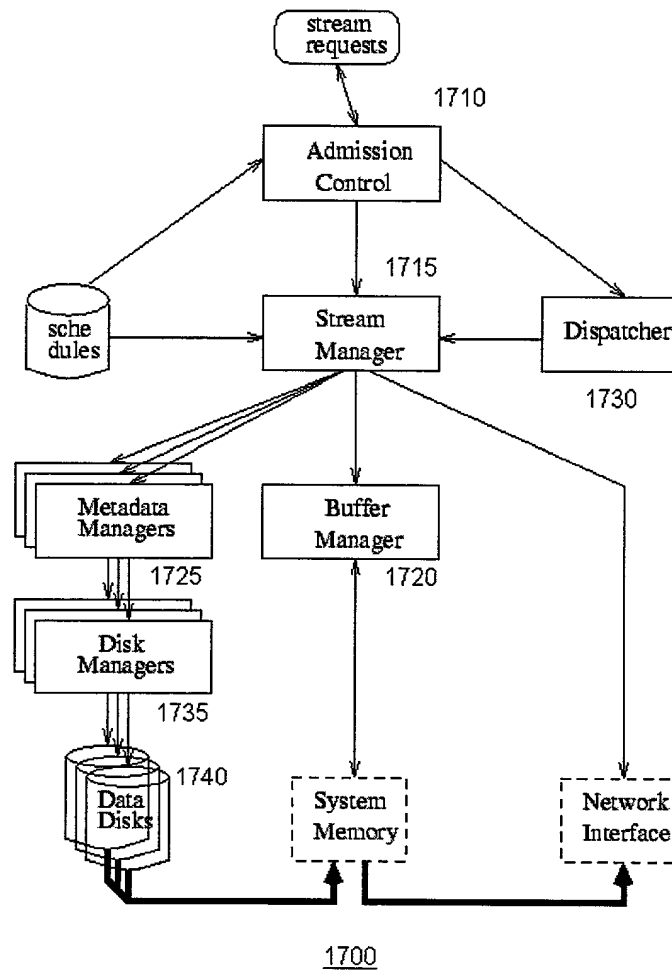 stream
requests
1710
Admission
Control
1715
sche
dules
Stream
Manager
Dispatcher
1730
Metadata
Managers
1725
Buffer
Manager
1720
Disk
Managers
1735
1740
Data
Disks
System
Memory
Network
Interface
1700